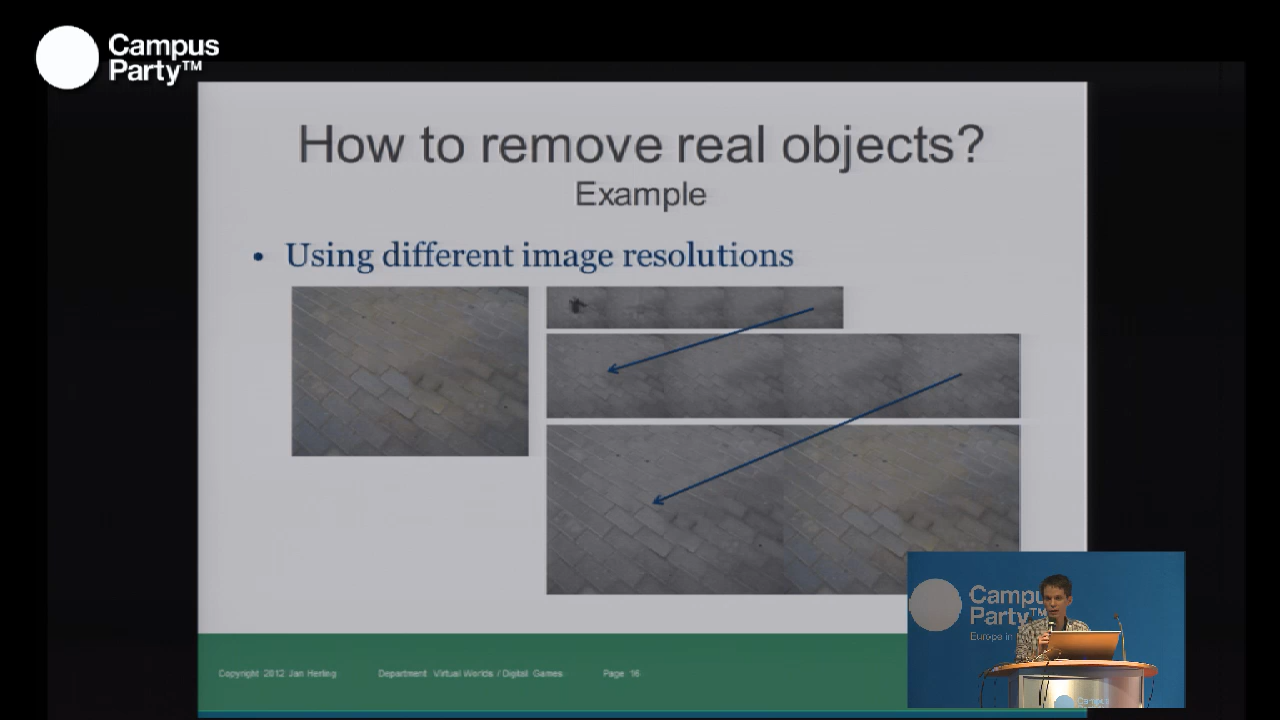 Campus
Party™
How to remove real objects?
Example
• Using different image resolutions
Campu
Party™
Europe in
Copyright 2012 Jan Herling
Department Virtual Worlds / Digital Games
Page 16
Campus